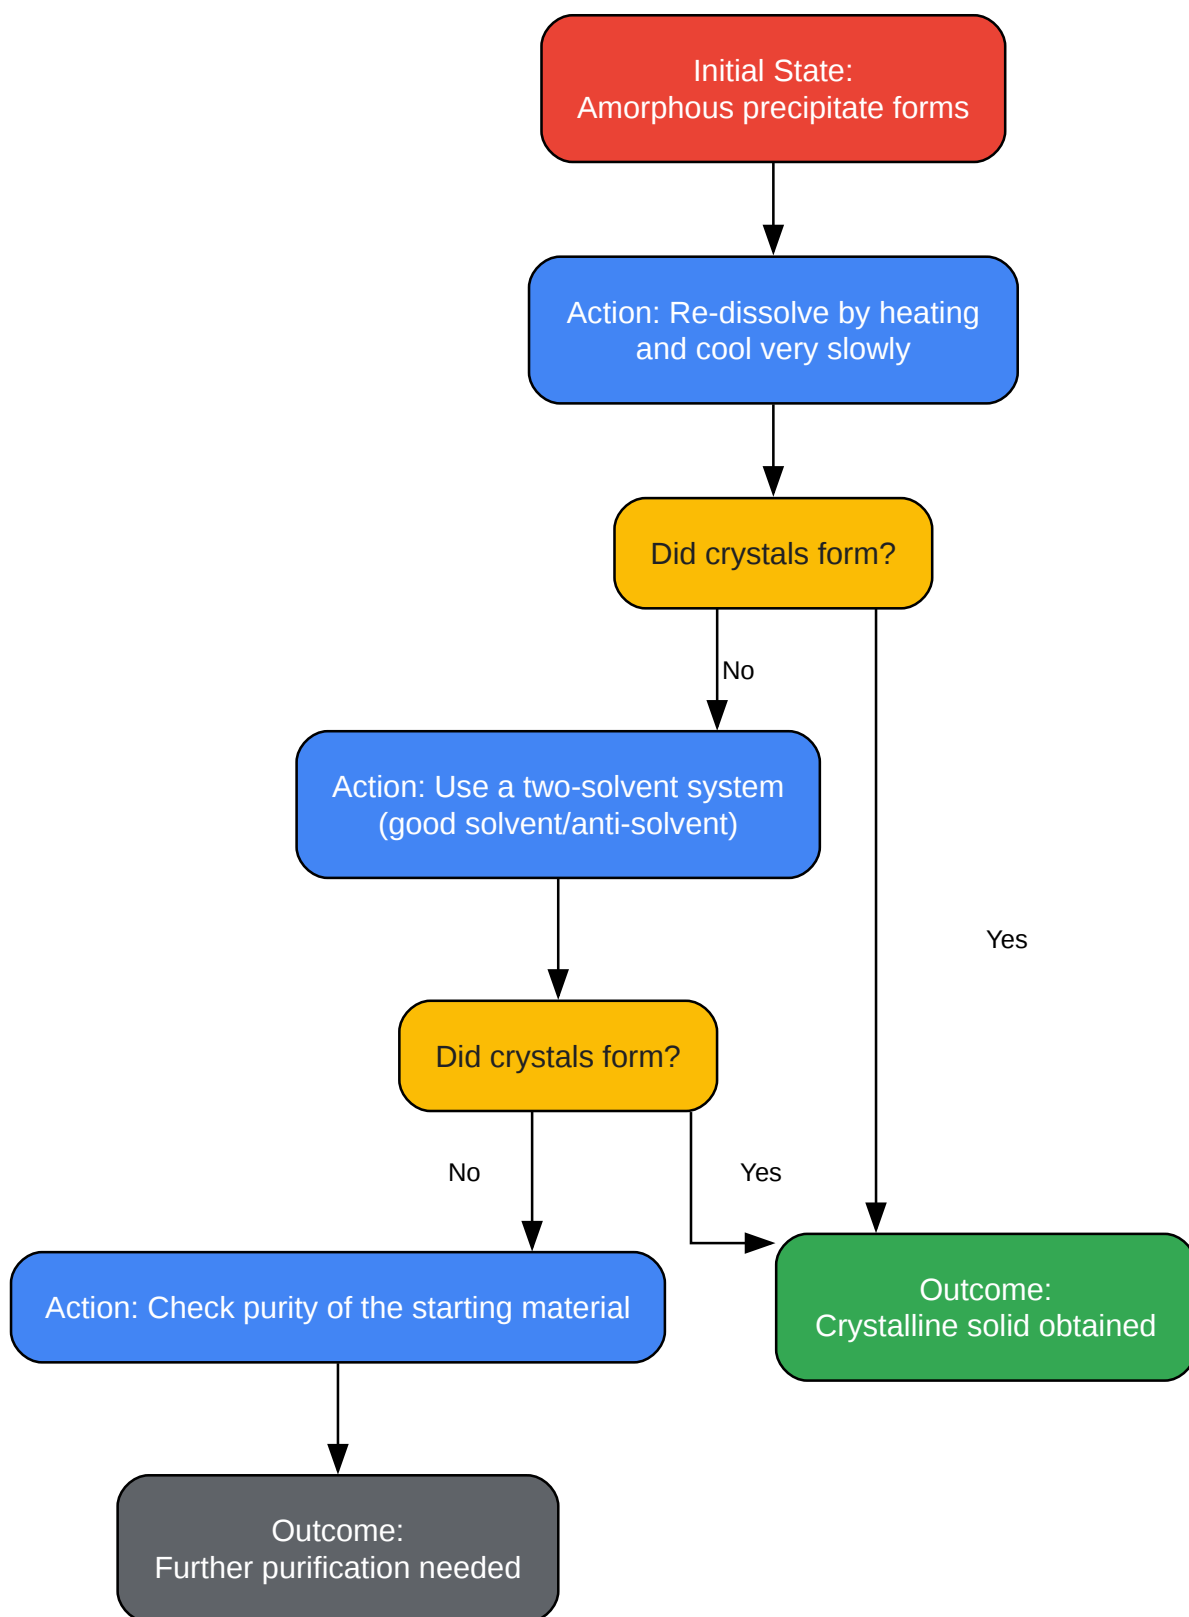 Initial State:
Amorphous precipitate forms
Action: Re-dissolve by heating
and cool very slowly
Did crystals form?
No
Action: Use a two-solvent system
(good solvent/anti-solvent)
Yes
Did crystals form?
No
Yes
Action: Check purity of the starting material
Outcome:
Crystalline solid obtained
Outcome:
Further purification needed